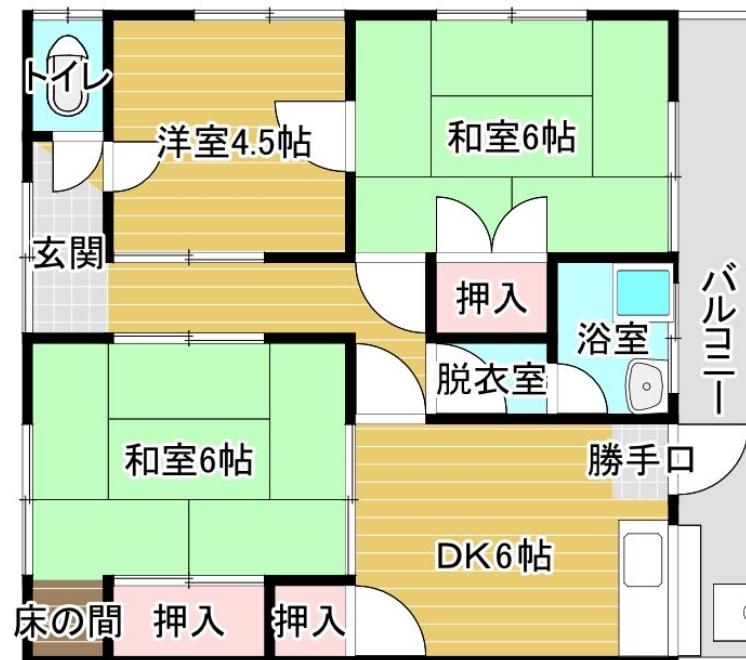 トイレ
洋室4.5帖
和室6帖
玄関
押入
浴室
バルコニー
脱衣室
和室6帖
勝手口
DK6帖
床の間
押入
押入